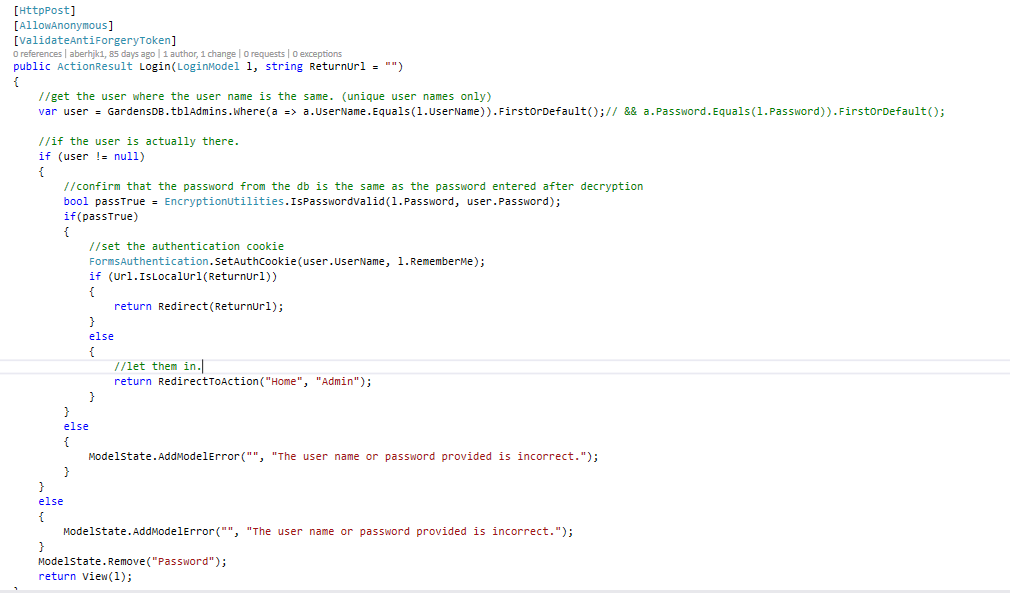 [HttpPost]
[AllowAnonymous]
[ValidateAntiForgeryToken]
0 references | aberhjk1, 85 days ago | 1 author, 1 change | 0 requests | 0 exceptions
public ActionResult Login(LoginModel l, string ReturnUrl = "")
{
    //get the user where the user name is the same. (unique user names only)
    var user = GardensDB.tblAdmins.Where(a => a.UserName.Equals(l.UserName)).FirstOrDefault();// && a.Password.Equals(l.Password)).FirstOrDefault();

    //if the user is actually there.
    if (user != null)
    {
        //confirm that the password from the db is the same as the password entered after decryption
        bool passTrue = EncryptionUtilities.IsPasswordValid(l.Password, user.Password);
        if(passTrue)
        {
            //set the authentication cookie
            FormsAuthentication.SetAuthCookie(user.UserName, l.RememberMe);
            if (Url.IsLocalUrl(ReturnUrl))
            {
                return Redirect(ReturnUrl);
            }
            else
            {
                //let them in.
                return RedirectToAction("Home", "Admin");
            }
        }
        else
        {
            ModelState.AddModelError("", "The user name or password provided is incorrect.");
        }
    }
    else
    {
        ModelState.AddModelError("", "The user name or password provided is incorrect.");
    }
    ModelState.Remove("Password");
    return View(l);